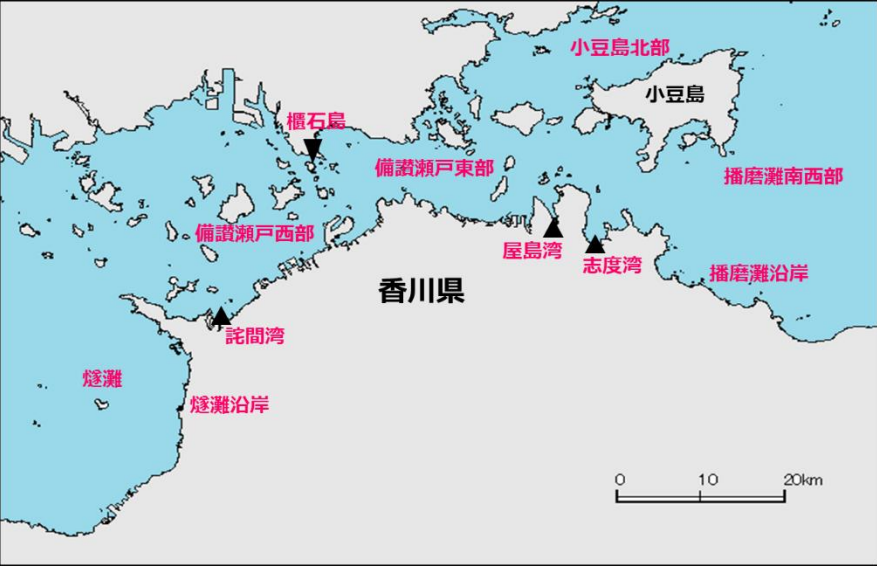 小豆島北部
小豆島
櫃石島
備讃瀬戸東部
播磨灘南西部
備讃瀬戸西部
屋島湾
志度湾
播磨灘沿岸
香川県
詫間湾
燧灘
燧灘沿岸
0 10 20km